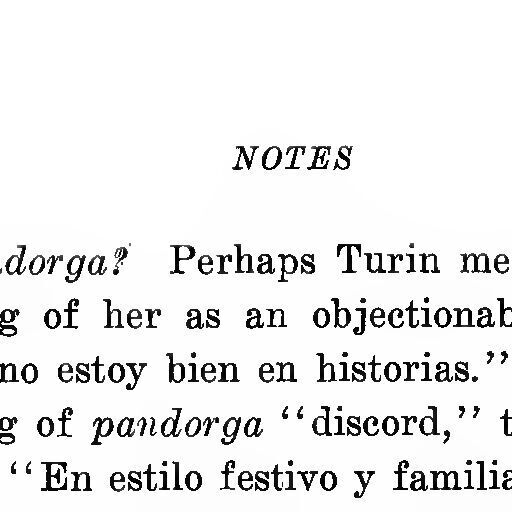 NOTES
dorga? Perhaps Turin me
g of her as an objectionab
no estoy bien en historias.”
g of pandorga “discord,” t
“En estilo festivo y familia